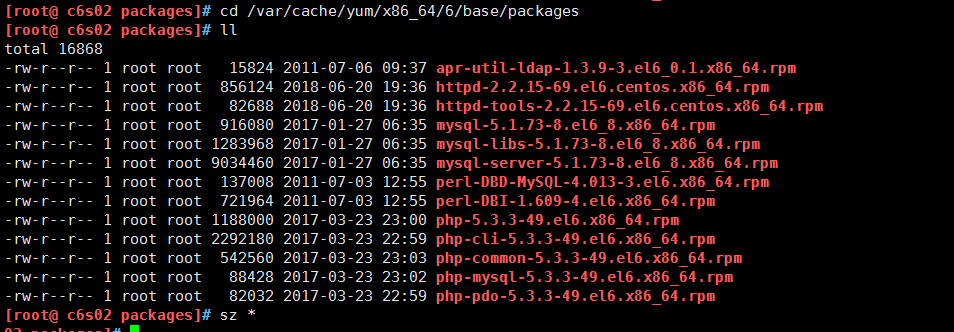 [root@ c6s02 packages]# cd /var/cache/yum/x86_64/6/base/packages
[root@ c6s02 packages]# ll
total 16868
-rw-r--r-- 1 root root   15824 2011-07-06 09:37 apr-util-ldap-1.3.9-3.el6_0.1.x86_64.rpm
-rw-r--r-- 1 root root  856124 2018-06-20 19:36 httpd-2.2.15-69.el6.centos.x86_64.rpm
-rw-r--r-- 1 root root   82688 2018-06-20 19:36 httpd-tools-2.2.15-69.el6.centos.x86_64.rpm
-rw-r--r-- 1 root root  916080 2017-01-27 06:35 mysql-5.1.73-8.el6_8.x86_64.rpm
-rw-r--r-- 1 root root 1283968 2017-01-27 06:35 mysql-libs-5.1.73-8.el6_8.x86_64.rpm
-rw-r--r-- 1 root root 9034460 2017-01-27 06:35 mysql-server-5.1.73-8.el6_8.x86_64.rpm
-rw-r--r-- 1 root root  137008 2011-07-03 12:55 perl-DBD-MySQL-4.013-3.el6.x86_64.rpm
-rw-r--r-- 1 root root  721964 2011-07-03 12:55 perl-DBI-1.609-4.el6.x86_64.rpm
-rw-r--r-- 1 root root 1188000 2017-03-23 23:00 php-5.3.3-49.el6.x86_64.rpm
-rw-r--r-- 1 root root 2292180 2017-03-23 22:59 php-cli-5.3.3-49.el6.x86_64.rpm
-rw-r--r-- 1 root root  542560 2017-03-23 23:03 php-common-5.3.3-49.el6.x86_64.rpm
-rw-r--r-- 1 root root   88428 2017-03-23 23:02 php-mysql-5.3.3-49.el6.x86_64.rpm
-rw-r--r-- 1 root root   82032 2017-03-23 22:59 php-pdo-5.3.3-49.el6.x86_64.rpm
[root@ c6s02 packages]# sz *